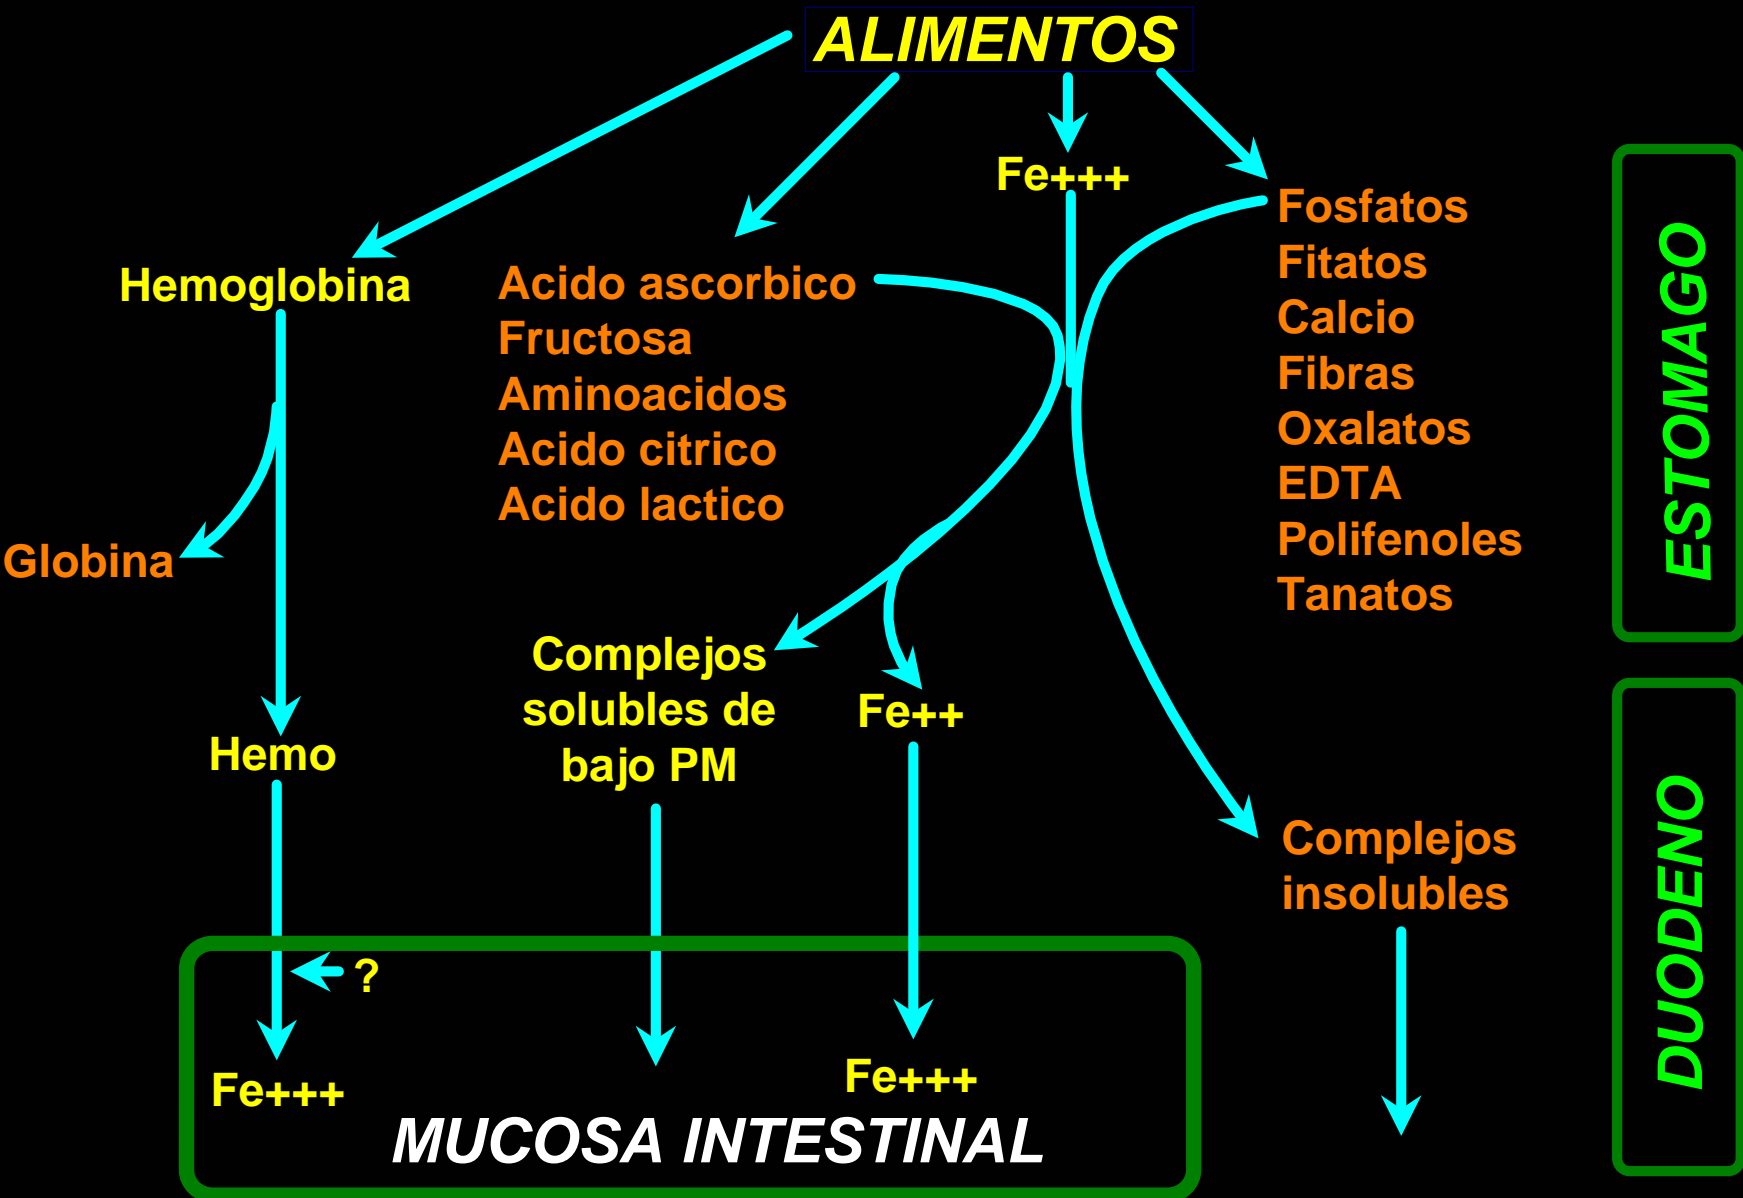 ALIMENTOS
Fe+++
Hemoglobina
Acido ascorbico
Fructosa
Aminoacidos
Acido citrico
Acido lactico
Fosfatos
Fitatos
Calcio
Fibras
Oxalatos
EDTA
Polifenoles
Tanatos
ESTOMAGO
Globina
Hemo
Complejos
solubles de
bajo PM
Fe++
Complejos
insolubles
DUODENO
?
Fe+++
Fe+++
MUCOSA INTESTINAL